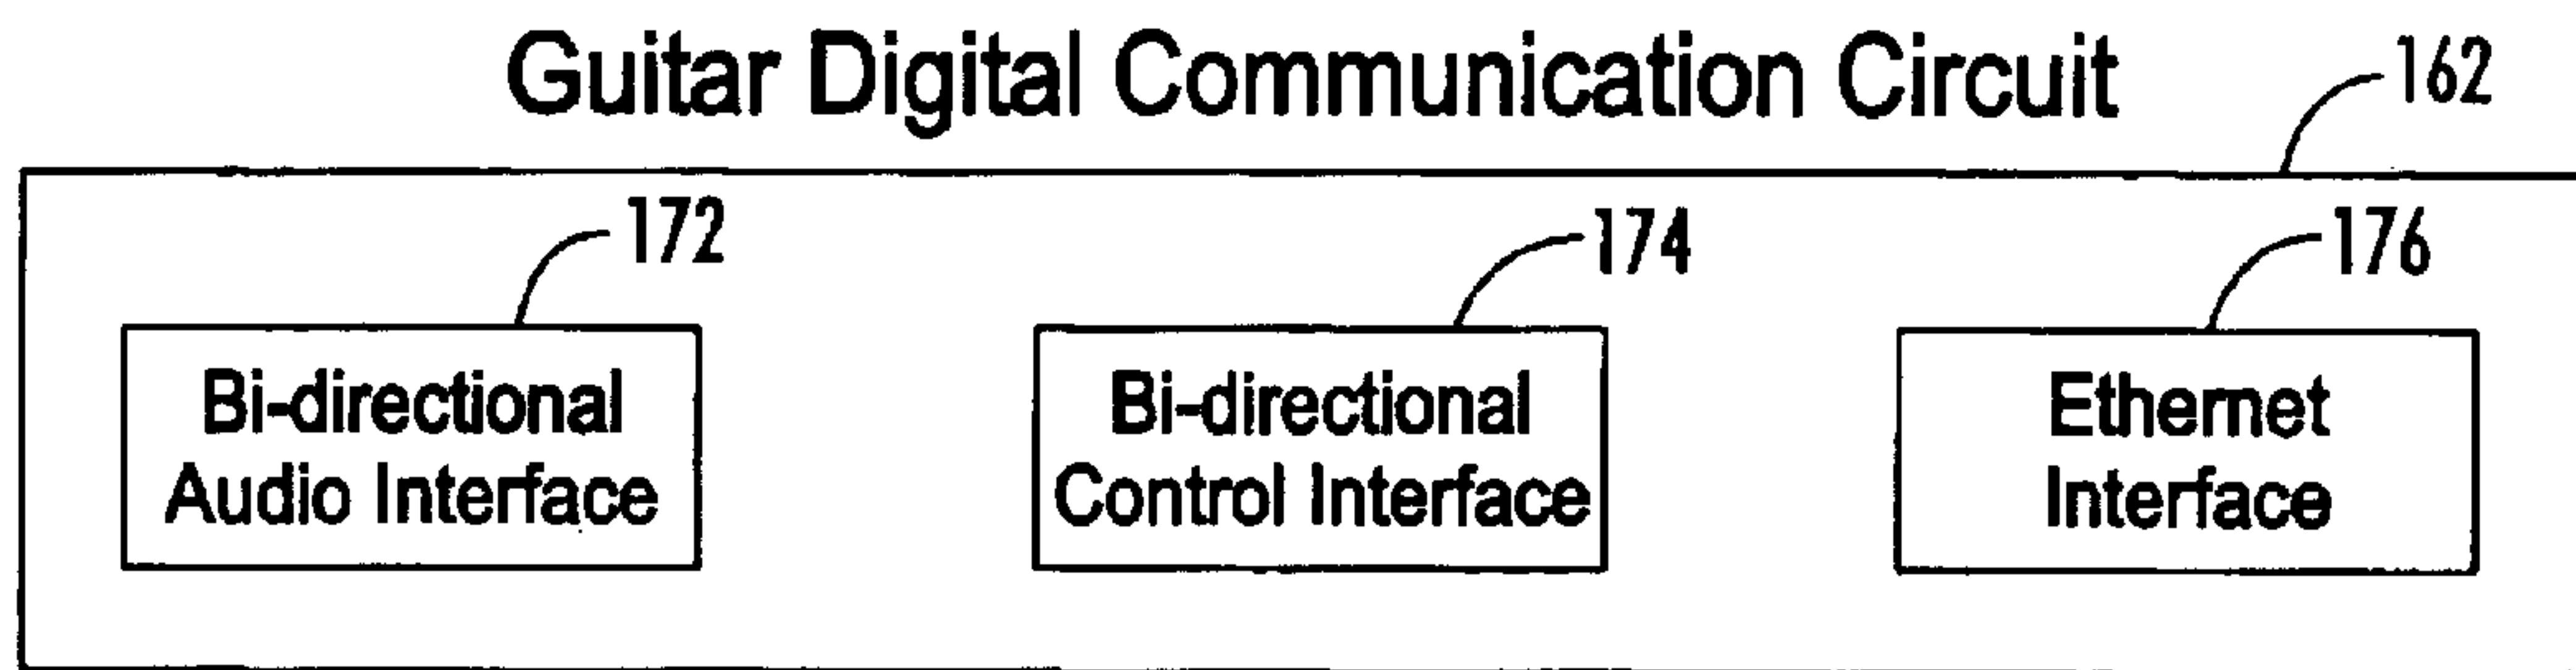 Guitar Digital Communication Circuit
162
172
174
176
Bi-directional
Audio Interface
Bi-directional
Control Interface
Ethernet
Interface